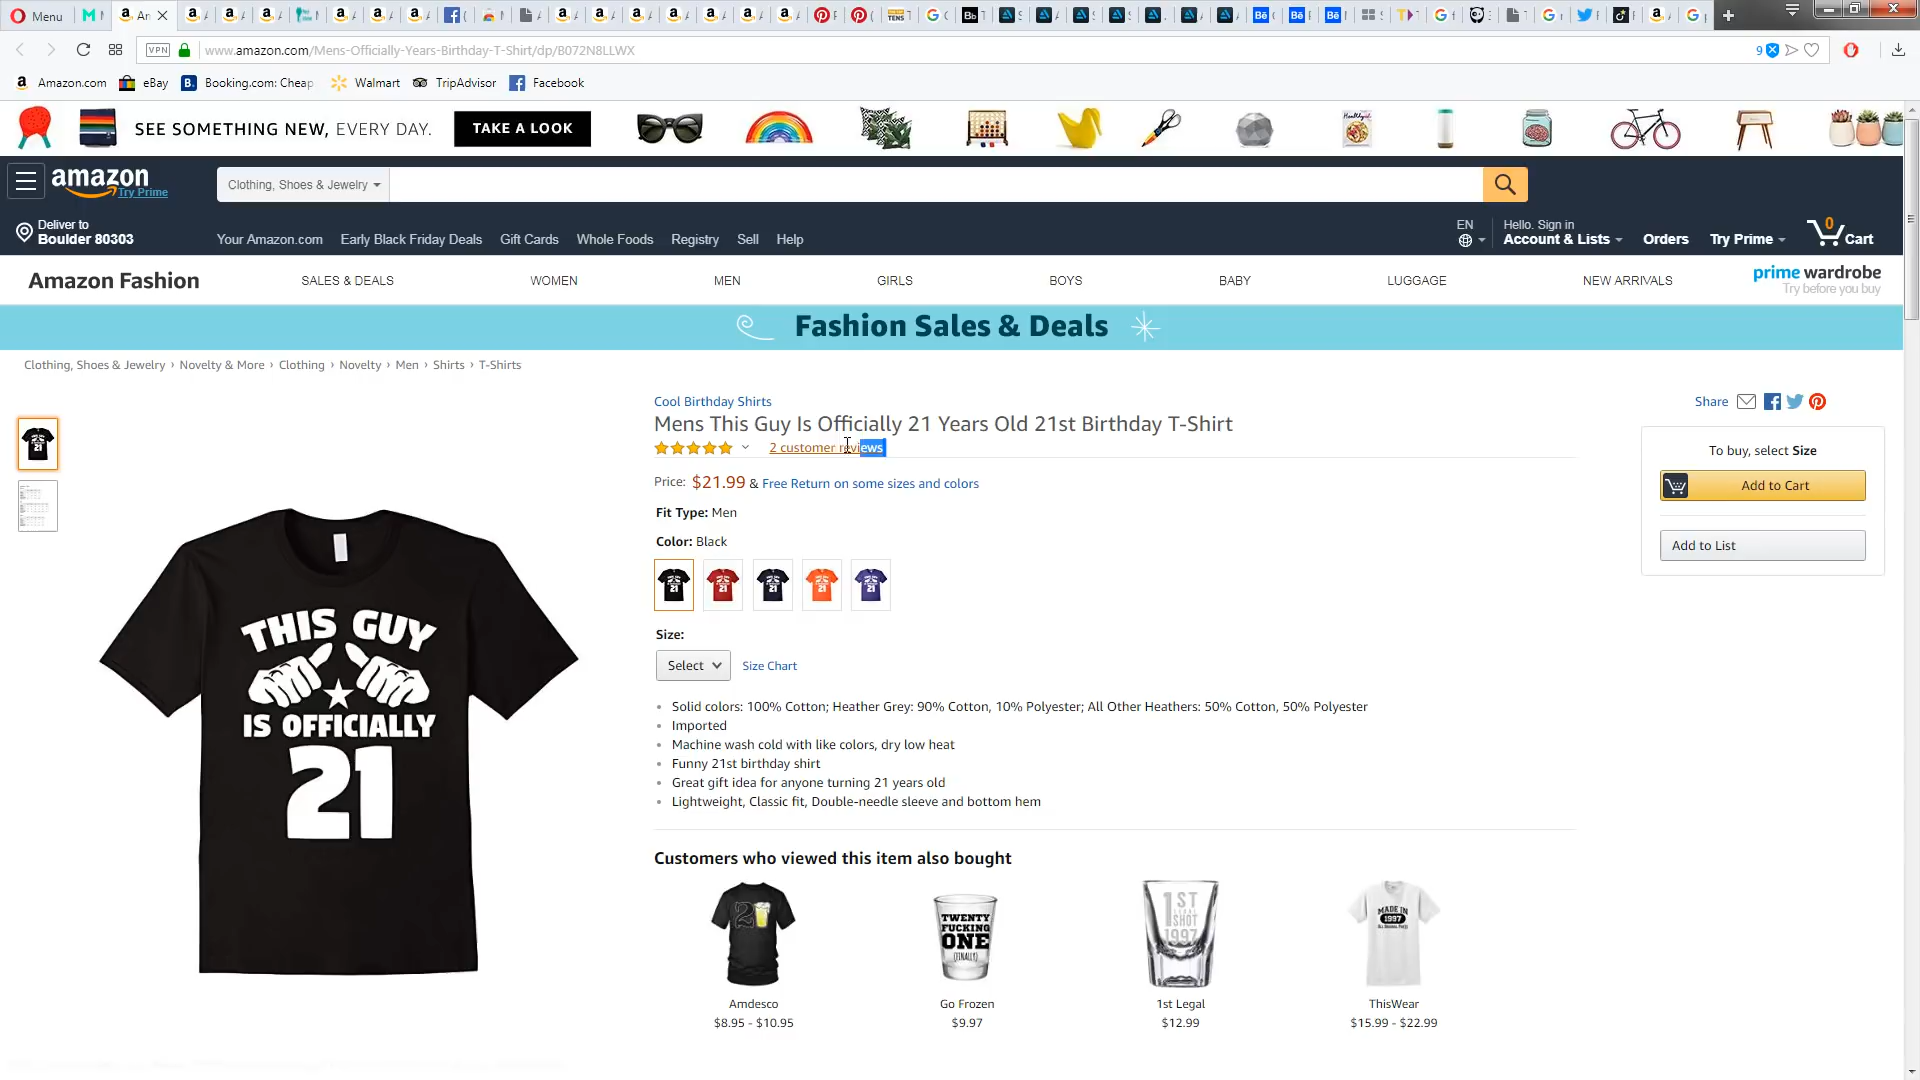 Menu
An
VPN
www.amazon.com/Mens-Officially-Years-Birthday-T-Shirt/dp/B072N8LLWX
9
Amazon.com
eBay
Booking.com: Cheap
Walmart
TripAdvisor
Facebook
SEE SOMETHING NEW, EVERY DAY.
TAKE A LOOK
amazon
Try Prime
Clothing, Shoes & Jewelry
Deliver to
Boulder 80303
Your Amazon.com
Early Black Friday Deals
Gift Cards
Whole Foods
Registry
Sell
Help
EN
Hello. Sign in
Account & Lists
Orders
Try Prime
0
Cart
Amazon Fashion
SALES & DEALS
WOMEN
MEN
GIRLS
BOYS
BABY
LUGGAGE
NEW ARRIVALS
prime wardrobe
Try before you buy
Fashion Sales & Deals
Clothing, Shoes & Jewelry › Novelty & More › Clothing › Novelty › Men › Shirts › T-Shirts
Cool Birthday Shirts
Mens This Guy Is Officially 21 Years Old 21st Birthday T-Shirt
2 customer reviews
Price: $21.99 & Free Return on some sizes and colors
Fit Type: Men
Color: Black
Size:
Select
Size Chart
Solid colors: 100% Cotton; Heather Grey: 90% Cotton, 10% Polyester; All Other Heathers: 50% Cotton, 50% Polyester
Imported
Machine wash cold with like colors, dry low heat
Funny 21st birthday shirt
Great gift idea for anyone turning 21 years old
Lightweight, Classic fit, Double-needle sleeve and bottom hem
Share
To buy, select Size
Add to Cart
Add to List
THIS GUY
IS OFFICIALLY
21
Customers who viewed this item also bought
TWENTY
FUCKING
ONE
(FINALLY)
1ST
SHOT
1997
MADE IN
1997
Amdesco
$8.95 - $10.95
Go Frozen
$9.97
1st Legal
$12.99
ThisWear
$15.99 - $22.99